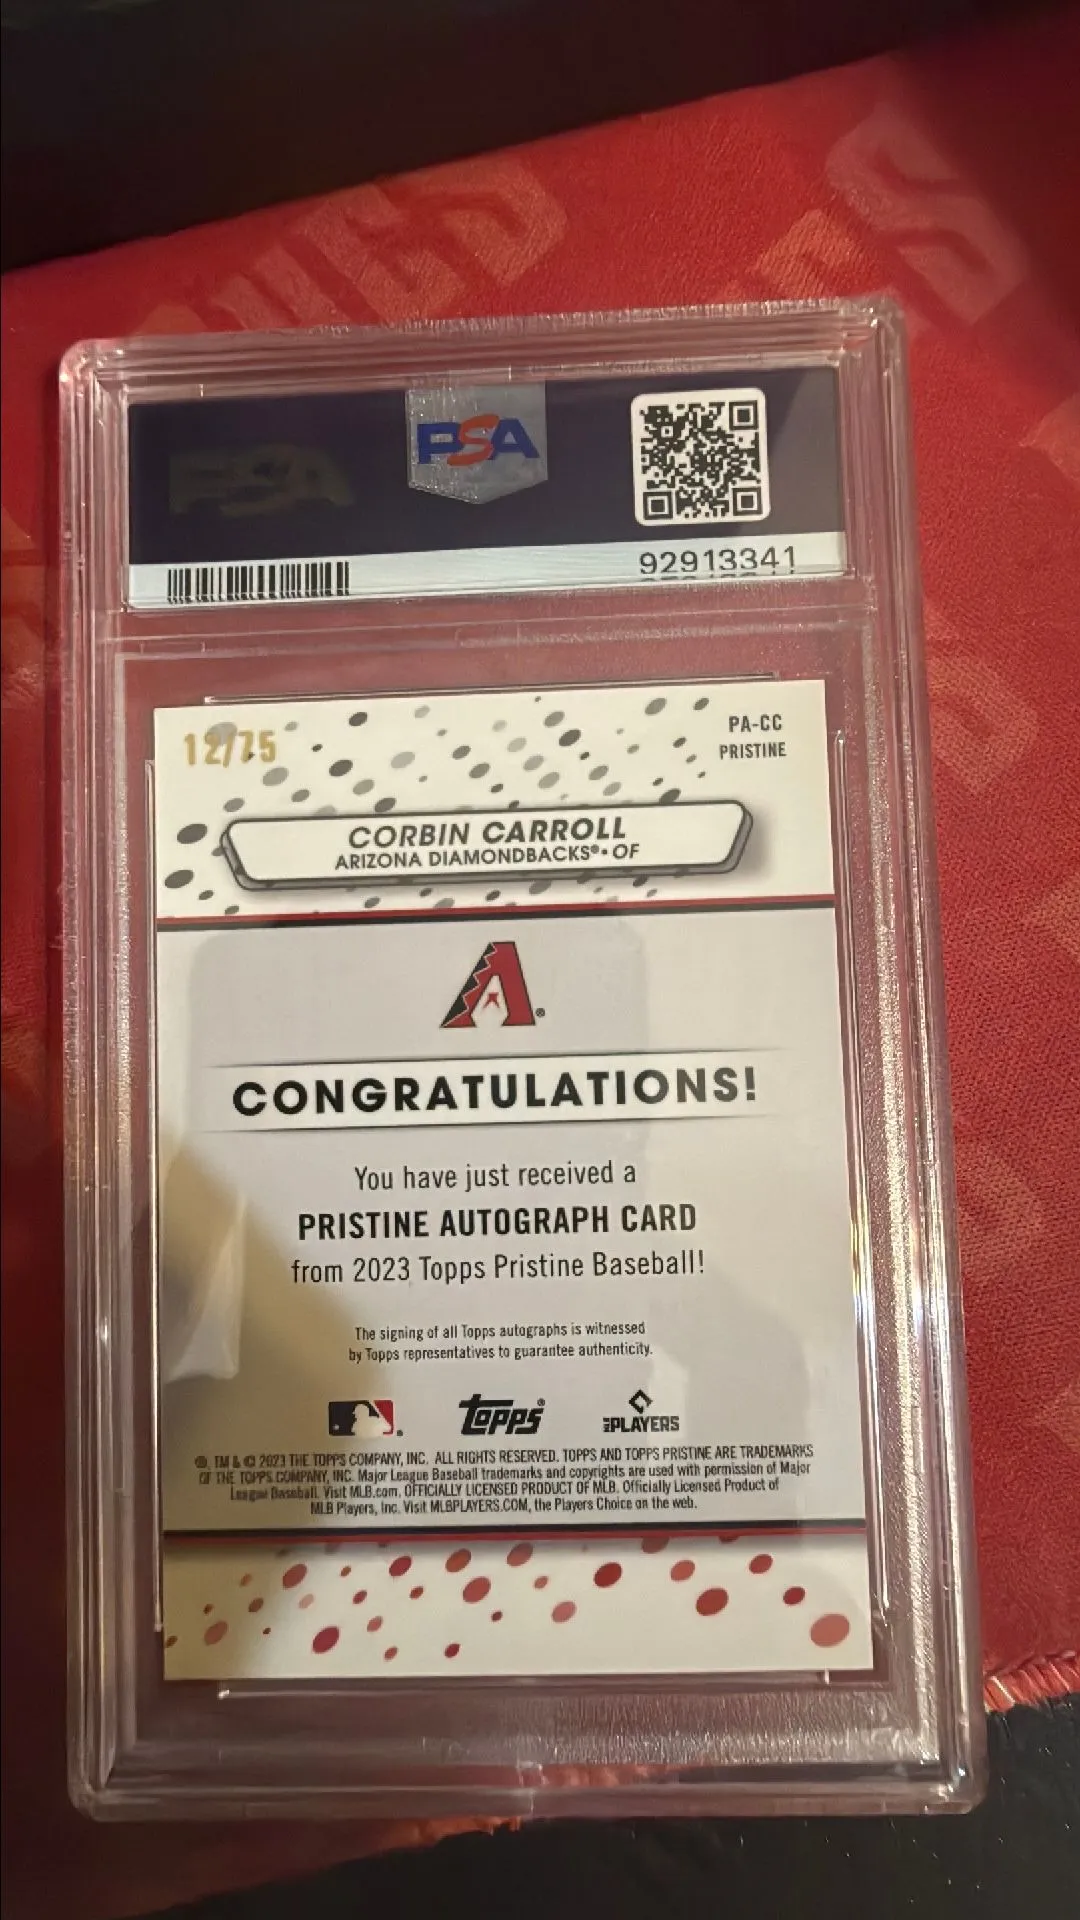 PSA
92913341
12/75
PA-CC
PRISTINE
CORBIN CARROLL
ARIZONA DIAMONDBACKS®• OF
A®
CONGRATULATIONS!
You have just received a
PRISTINE AUTOGRAPH CARD
from 2023 Topps Pristine Baseball!
The signing of all Topps autographs is witnessed
by Topps representatives to guarantee authenticity.
topps®
PLAYERS
®, TM & © 2023 THE TOPPS COMPANY, INC. ALL RIGHTS RESERVED. TOPPS AND TOPPS PRISTINE ARE TRADEMARKS
OF THE TOPPS COMPANY, INC. Major League Baseball trademarks and copyrights are used with permission of Major
League Baseball. Visit MLB.com. OFFICIALLY LICENSED PRODUCT OF MLB. Officially Licensed Product of
MLB Players, Inc. Visit MLBPLAYERS.COM, the Players Choice on the web.